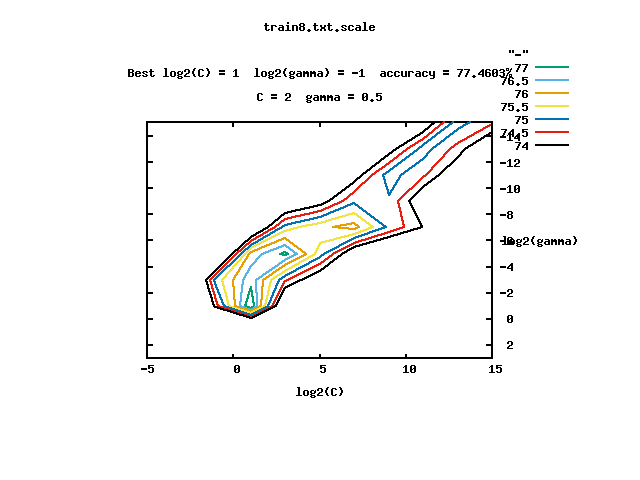 train8.txt.scale
"-"
Best log2(C) = 1  log2(gamma) = -1  accuracy = 77.4603%
77
76.5
C = 2  gamma = 0.5
76
75.5
75
74.5
74
-14
-12
-10
-8
-6
log2(gamma)
-4
-2
0
2
-5 0 5 10 15
log2(C)